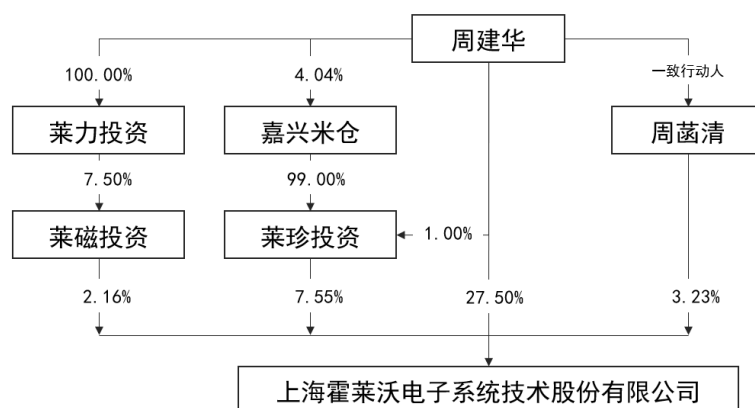 周建华
100.00%
4.04%
一致行动人
莱力投资
嘉兴米仓
周菡清
7.50%
99.00%
莱磁投资
莱珍投资
1.00%
2.16%
7.55%
27.50%
3.23%
上海霍莱沃电子系统技术股份有限公司